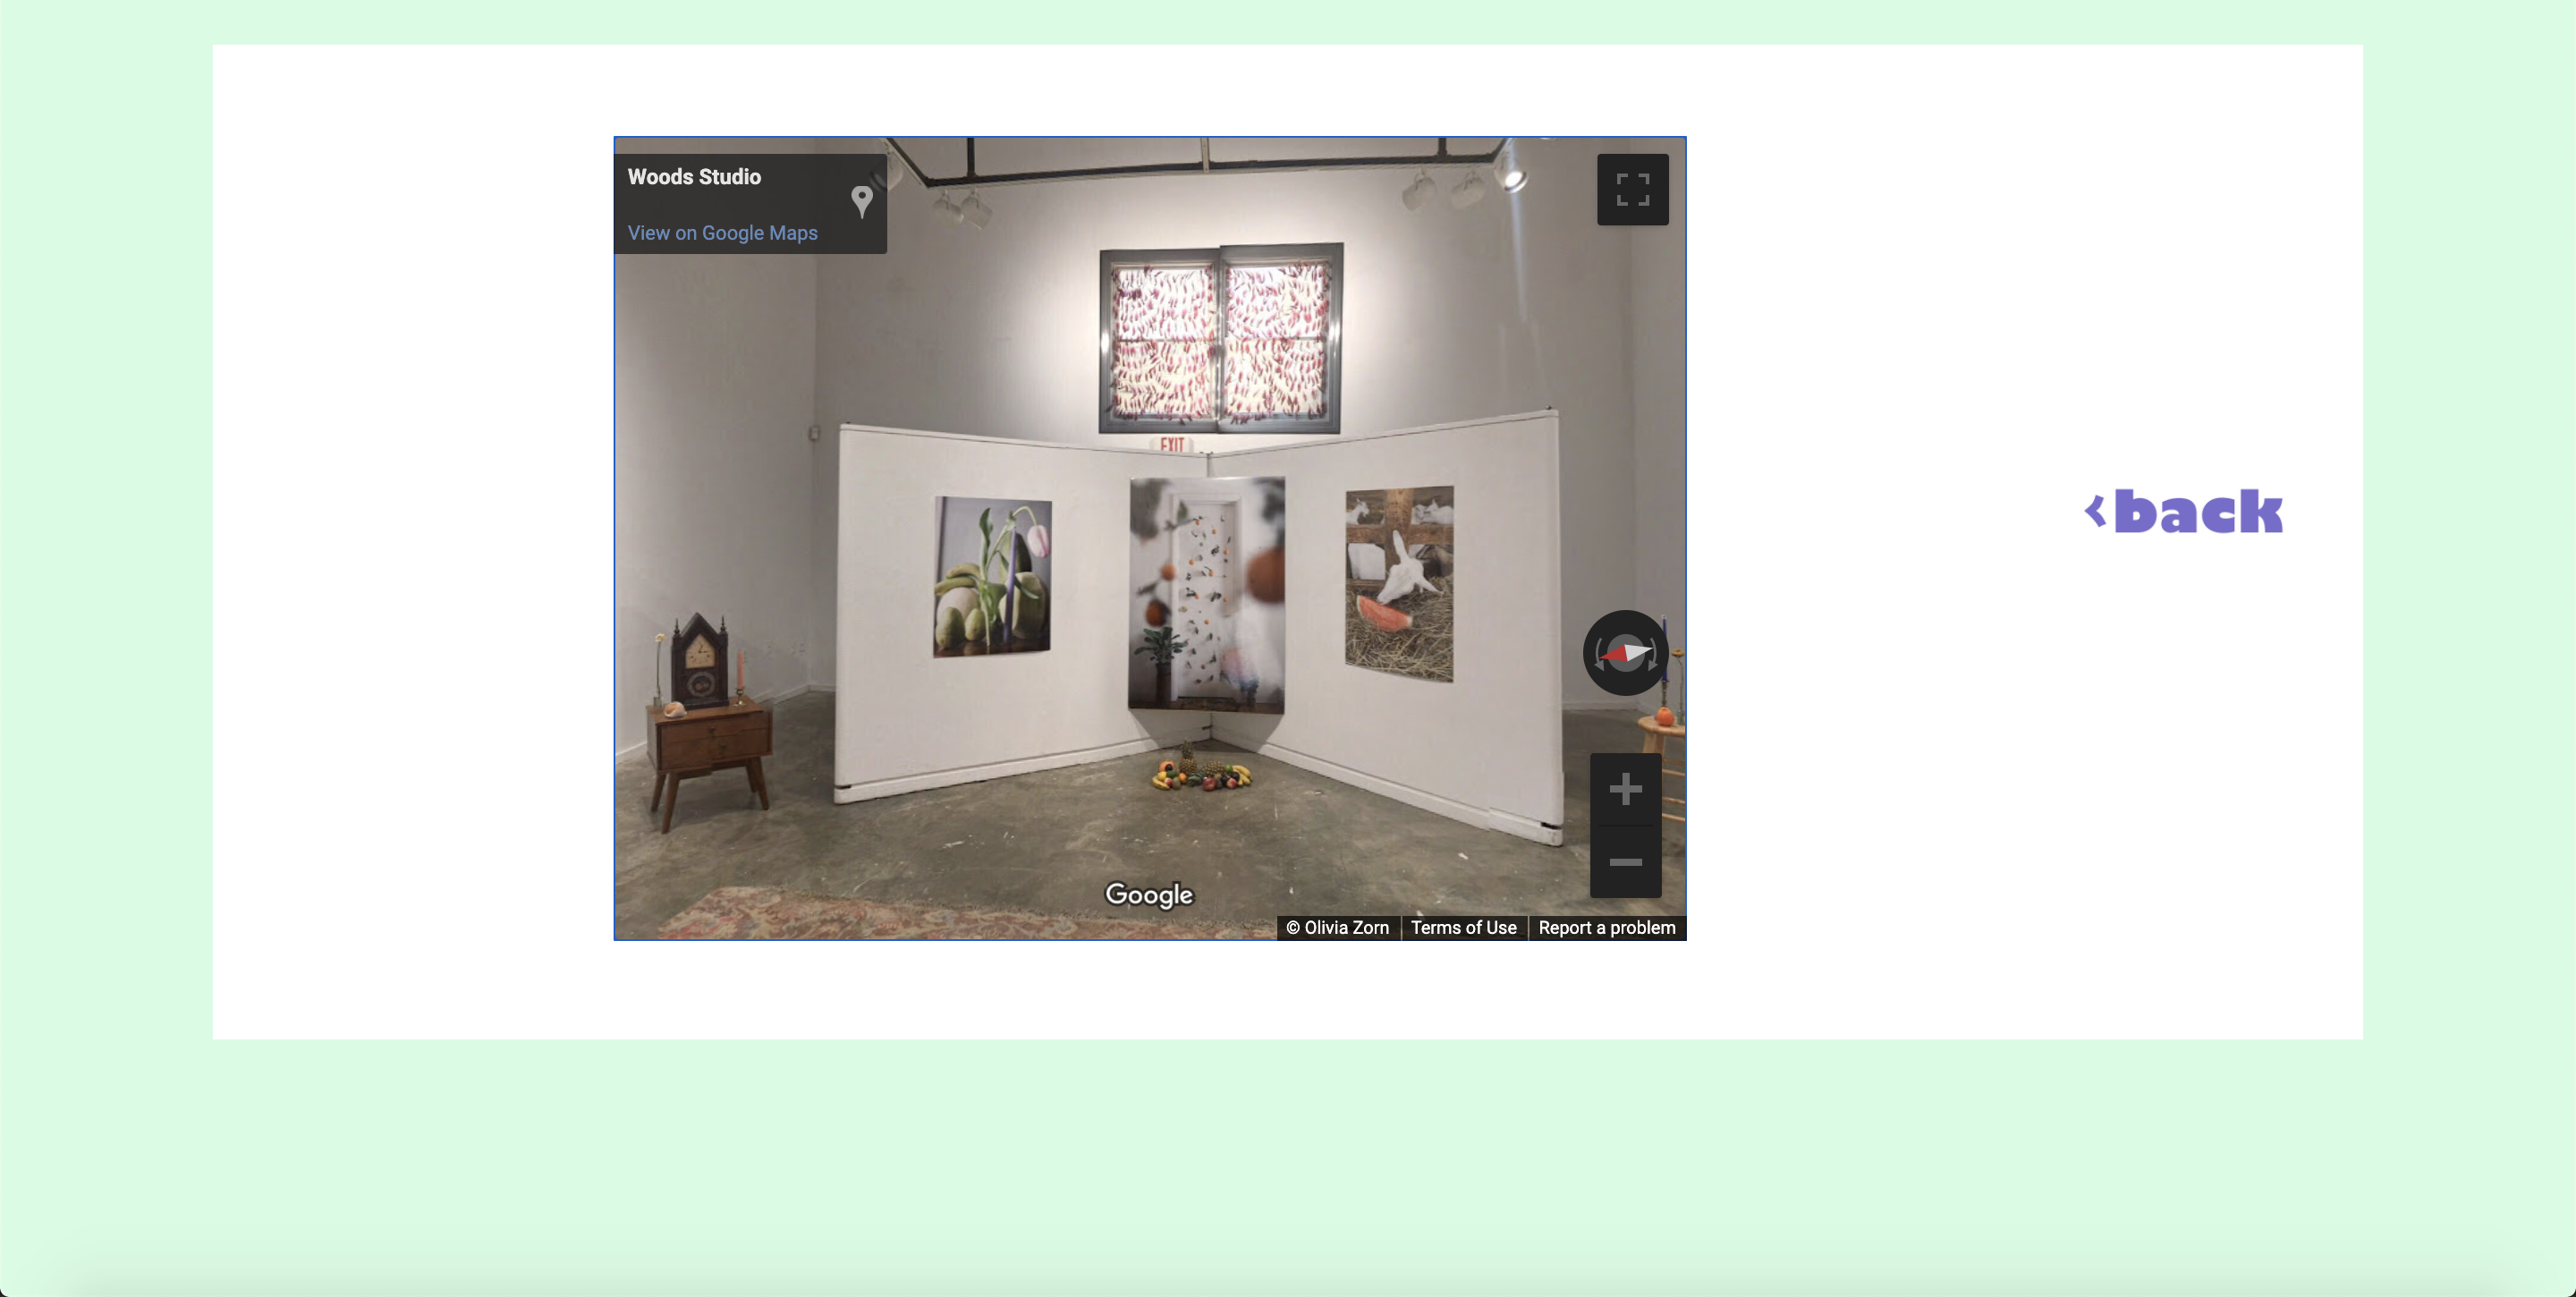 Woods Studio
View on Google Maps
EXIT
‹back
Google
© Olivia Zorn
Terms of Use
Report a problem